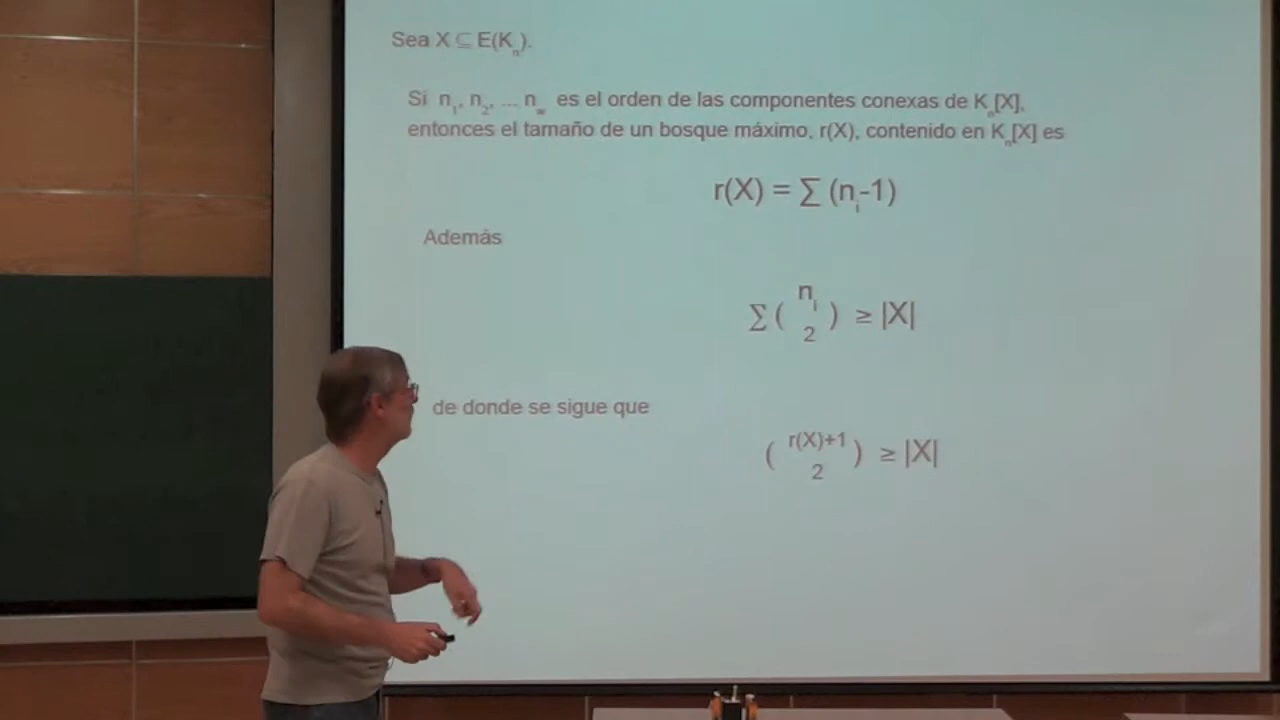 Sea X ⊆ E(Kₙ).
Si n₁, n₂, ... n_w es el orden de las componentes conexas de Kₙ[X],
entonces el tamaño de un bosque máximo, r(X), contenido en Kₙ[X] es
r(X) = ∑ (nᵢ-1)
Además
∑ ( nᵢ 2 ) ≥ |X|
de donde se sigue que
( r(X)+1 2 ) ≥ |X|